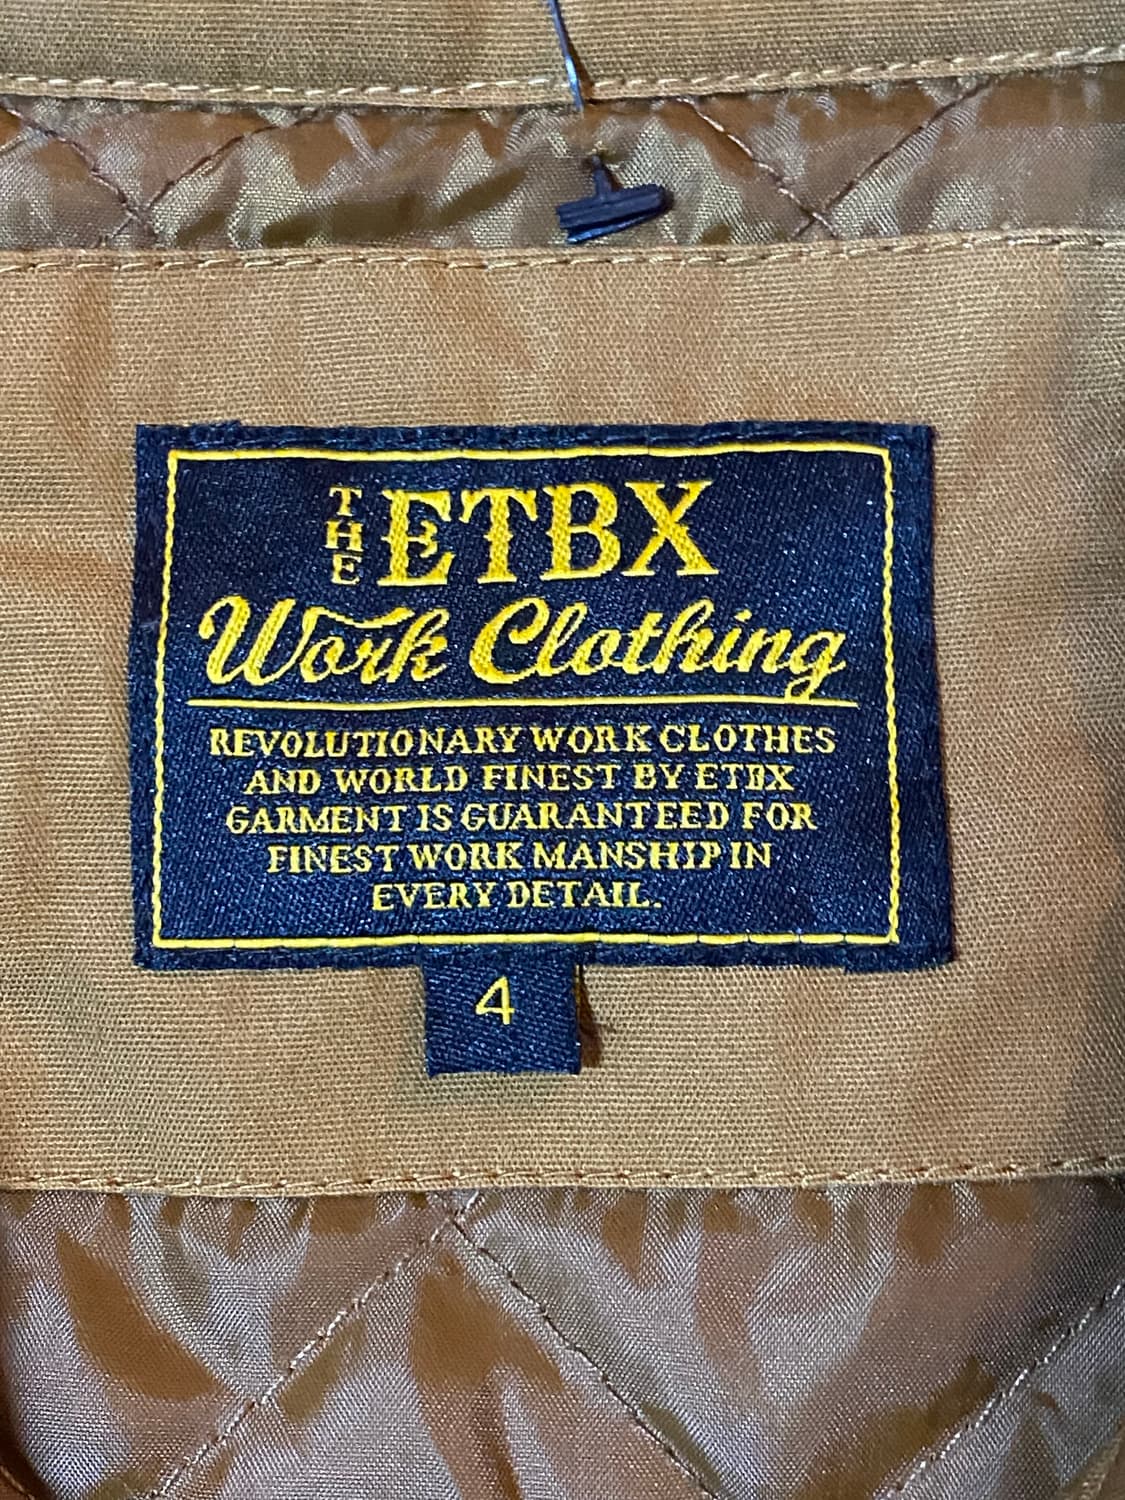 THE ETBX
Work Clothing
REVOLUTIONARY WORK CLOTHES
AND WORLD FINEST BY ETBX
GARMENT IS GUARANTEED FOR
FINEST WORK MANSHIP IN
EVERY DETAIL.
4